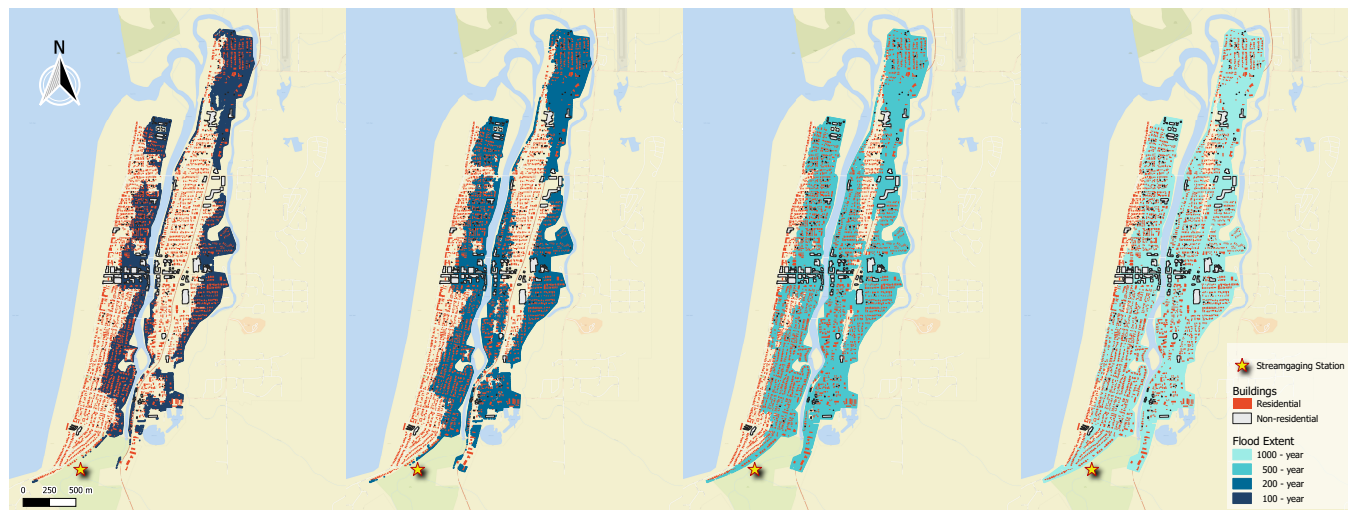 N
Streamgaging Station
Buildings
Residential
Non-residential
Flood Extent
1000 - year
500 - year
200 - year
100 - year
0 250 500 m